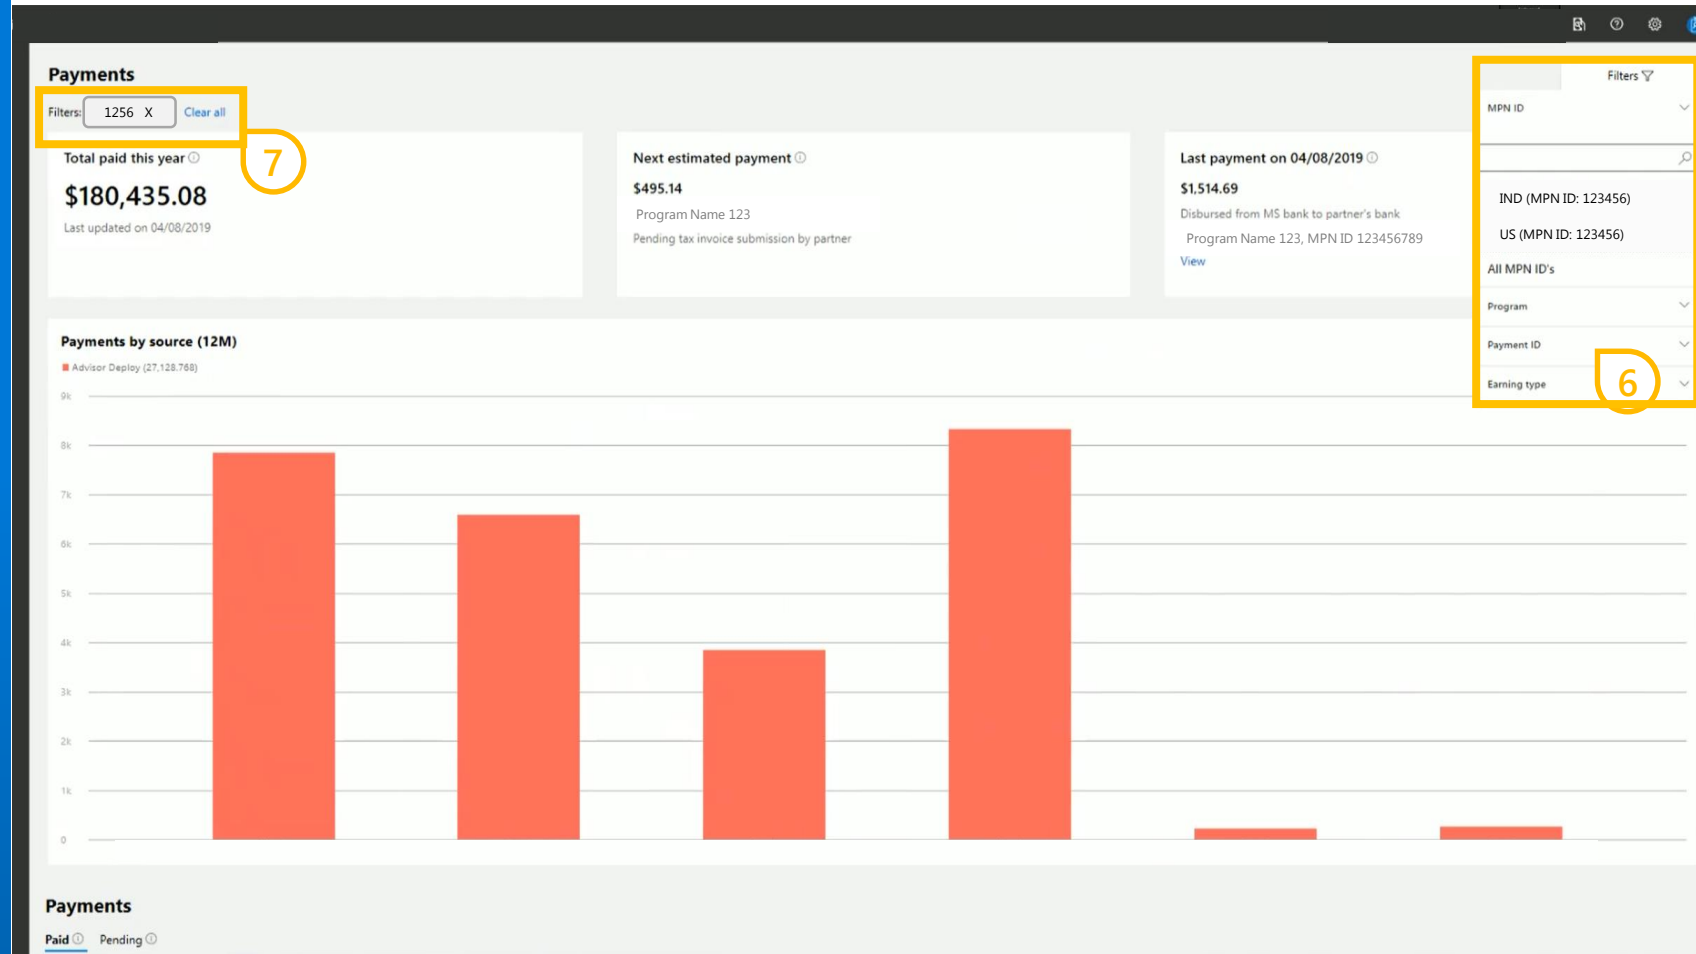 Payments
Filters: 1256 X Clear all
7
Filters
MPN ID
IND (MPN ID: 123456)
US (MPN ID: 123456)
All MPN ID's
Program
Payment ID
Earning type
6
Total paid this year
$180,435.08
Last updated on 04/08/2019
Next estimated payment
$495.14
Program Name 123
Pending tax invoice submission by partner
Last payment on 04/08/2019
$1,514.69
Disbursed from MS bank to partner's bank
Program Name 123, MPN ID 123456789
View
Payments by source (12M)
Advisor Deploy (27,128.768)
9k
8k
7k
6k
5k
4k
3k
2k
1k
0
Payments
Paid Pending